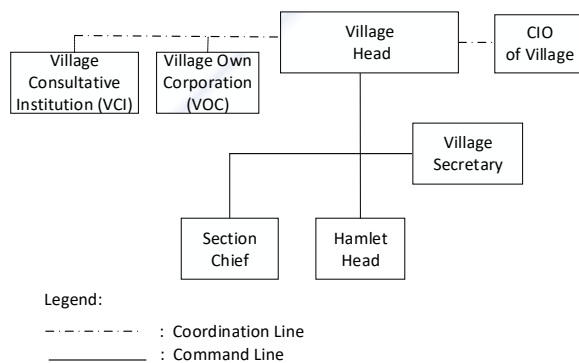 Village
Head
CIO
of Village
Village
Consultative
Institution (VCI)
Village Own
Corporation
(VOC)
Village
Secretary
Section
Chief
Hamlet
Head
Legend:
: Coordination Line
: Command Line